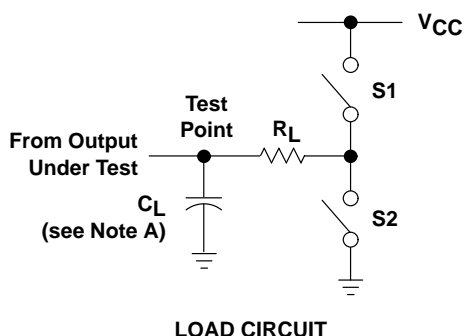 VCC
S1
Test
Point
RL
From Output
Under Test
CL
(see Note A)
S2
LOAD CIRCUIT